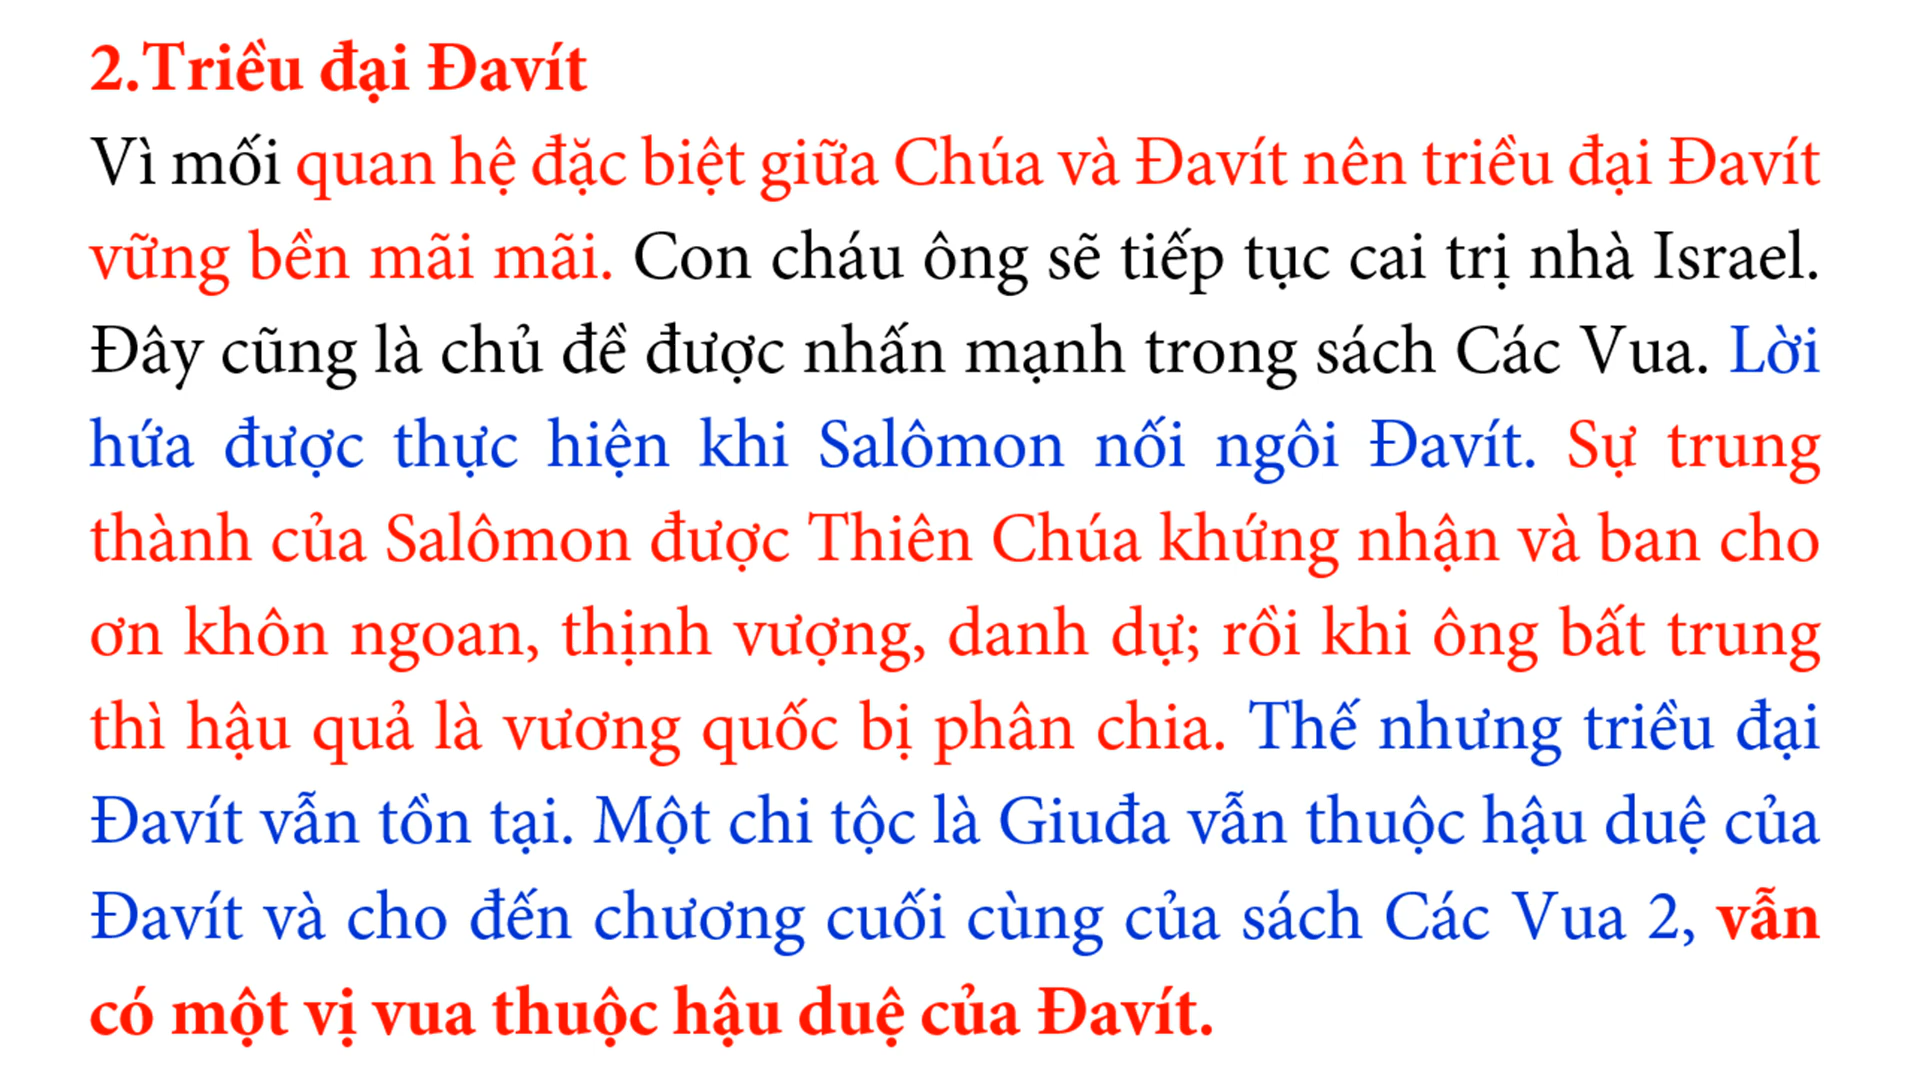 2.Triều đại Đavít
Vì mối quan hệ đặc biệt giữa Chúa và Đavít nên triều đại Đavít
vững bền mãi mãi. Con cháu ông sẽ tiếp tục cai trị nhà Israel.
Đây cũng là chủ đề được nhấn mạnh trong sách Các Vua. Lời
hứa được thực hiện khi Salômon nối ngôi Đavít. Sự trung
thành của Salômon được Thiên Chúa khứng nhận và ban cho
ơn khôn ngoan, thịnh vượng, danh dự; rồi khi ông bất trung
thì hậu quả là vương quốc bị phân chia. Thế nhưng triều đại
Đavít vẫn tồn tại. Một chi tộc là Giuđa vẫn thuộc hậu duệ của
Đavít và cho đến chương cuối cùng của sách Các Vua 2, vẫn
có một vị vua thuộc hậu duệ của Đavít.